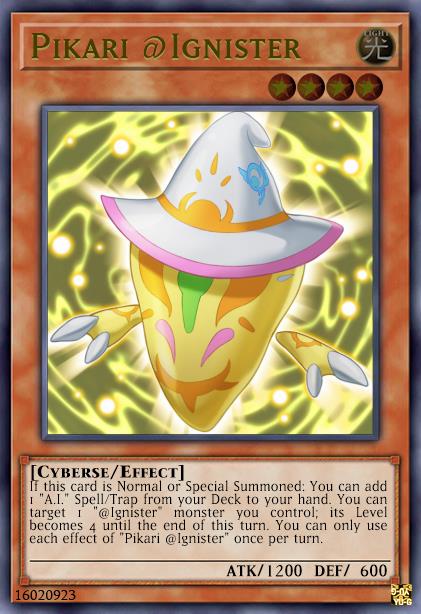 Pikari @Ignister
LIGHT
光
[Cyberse/Effect]
If this card is Normal or Special Summoned: You can add
1 "A.I." Spell/Trap from your Deck to your hand. You can
target 1 "@Ignister" monster you control; its Level
becomes 4 until the end of this turn. You can only use
each effect of "Pikari @Ignister" once per turn.
ATK/1200 DEF/ 600
16020923